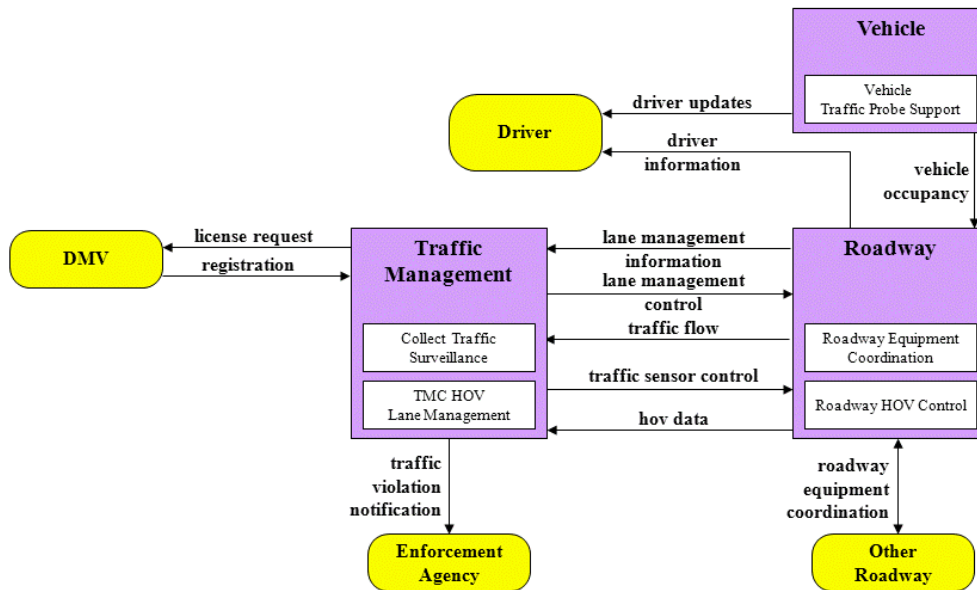 Vehicle
Vehicle
Traffic Probe Support
driver updates
Driver
driver
information
vehicle
occupancy
license request
DMV
registration
Traffic
Management
lane management
information
lane management
control
traffic flow
Roadway
Collect Traffic
Surveillance
Roadway Equipment
Coordination
traffic sensor control
TMC HOV
Lane Management
Roadway HOV Control
hov data
traffic
violation
notification
roadway
equipment
coordination
Enforcement
Agency
Other
Roadway